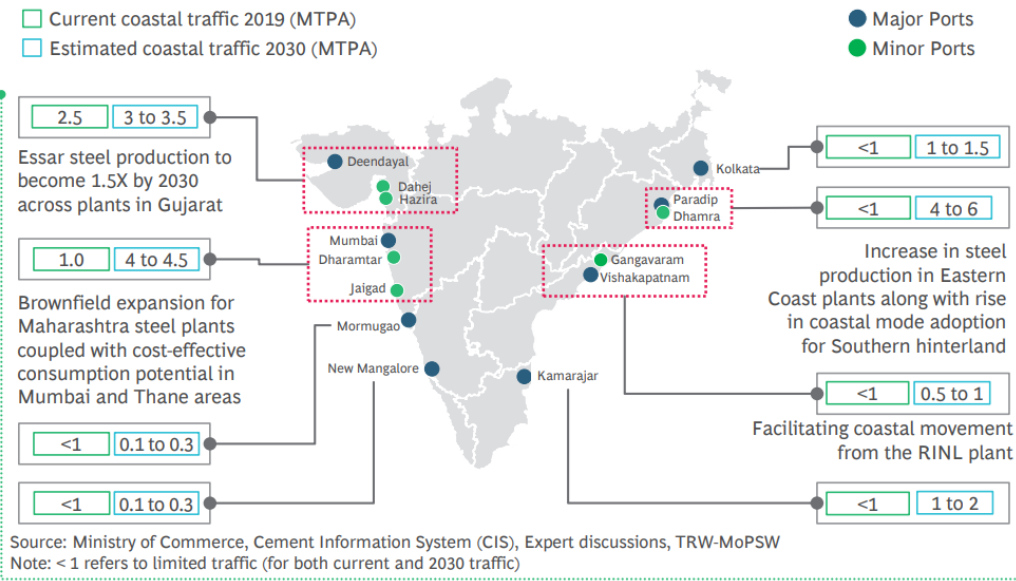 Current coastal traffic 2019 (MTPA)
Estimated coastal traffic 2030 (MTPA)
Major Ports
Minor Ports
2.5 3 to 3.5
Essar steel production to
become 1.5X by 2030
across plants in Gujarat
1.0 4 to 4.5
Brownfield expansion for
Maharashtra steel plants
coupled with cost-effective
consumption potential in
Mumbai and Thane areas
<1 0.1 to 0.3
<1 0.1 to 0.3
Deendayal
Dahej
Hazira
Mumbai
Dharamtar
Jaigad
Mormugao
New Mangalore
Kamarajar
Kolkata
Paradip
Dhamra
Gangavaram
Vishakapatnam
<1 1 to 1.5
<1 4 to 6
Increase in steel
production in Eastern
Coast plants along with rise
in coastal mode adoption
for Southern hinterland
<1 0.5 to 1
Facilitating coastal movement
from the RINL plant
<1 1 to 2
Source: Ministry of Commerce, Cement Information System (CIS), Expert discussions, TRW-MoPSW
Note: < 1 refers to limited traffic (for both current and 2030 traffic)